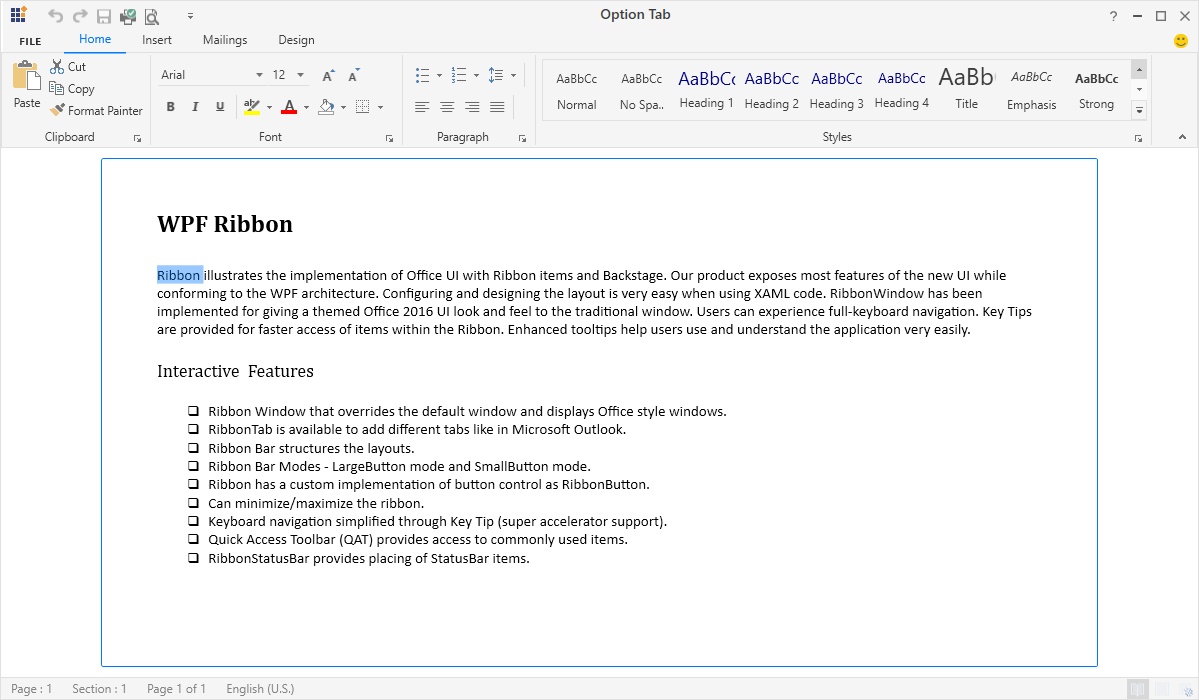 Option Tab
?
FILE Home Insert Mailings Design
Paste
Cut
Copy
Format Painter
Clipboard
Arial 12 A A
B I U ab A
Font
Paragraph
AaBbCc AaBbCc AaBbC AaBbCc AaBbCc AaBbCc AaBb AaBbCc AaBbCc
Normal No Spa.. Heading 1 Heading 2 Heading 3 Heading 4 Title Emphasis Strong
Styles
WPF Ribbon
Ribbon illustrates the implementation of Office UI with Ribbon items and Backstage. Our product exposes most features of the new UI while
conforming to the WPF architecture. Configuring and designing the layout is very easy when using XAML code. RibbonWindow has been
implemented for giving a themed Office 2016 UI look and feel to the traditional window. Users can experience full-keyboard navigation. Key Tips
are provided for faster access of items within the Ribbon. Enhanced tooltips help users use and understand the application very easily.
Interactive Features
❑ Ribbon Window that overrides the default window and displays Office style windows.
❑ RibbonTab is available to add different tabs like in Microsoft Outlook.
❑ Ribbon Bar structures the layouts.
❑ Ribbon Bar Modes - LargeButton mode and SmallButton mode.
❑ Ribbon has a custom implementation of button control as RibbonButton.
❑ Can minimize/maximize the ribbon.
❑ Keyboard navigation simplified through Key Tip (super accelerator support).
❑ Quick Access Toolbar (QAT) provides access to commonly used items.
❑ RibbonStatusBar provides placing of StatusBar items.
Page : 1 Section : 1 Page 1 of 1 English (U.S.)